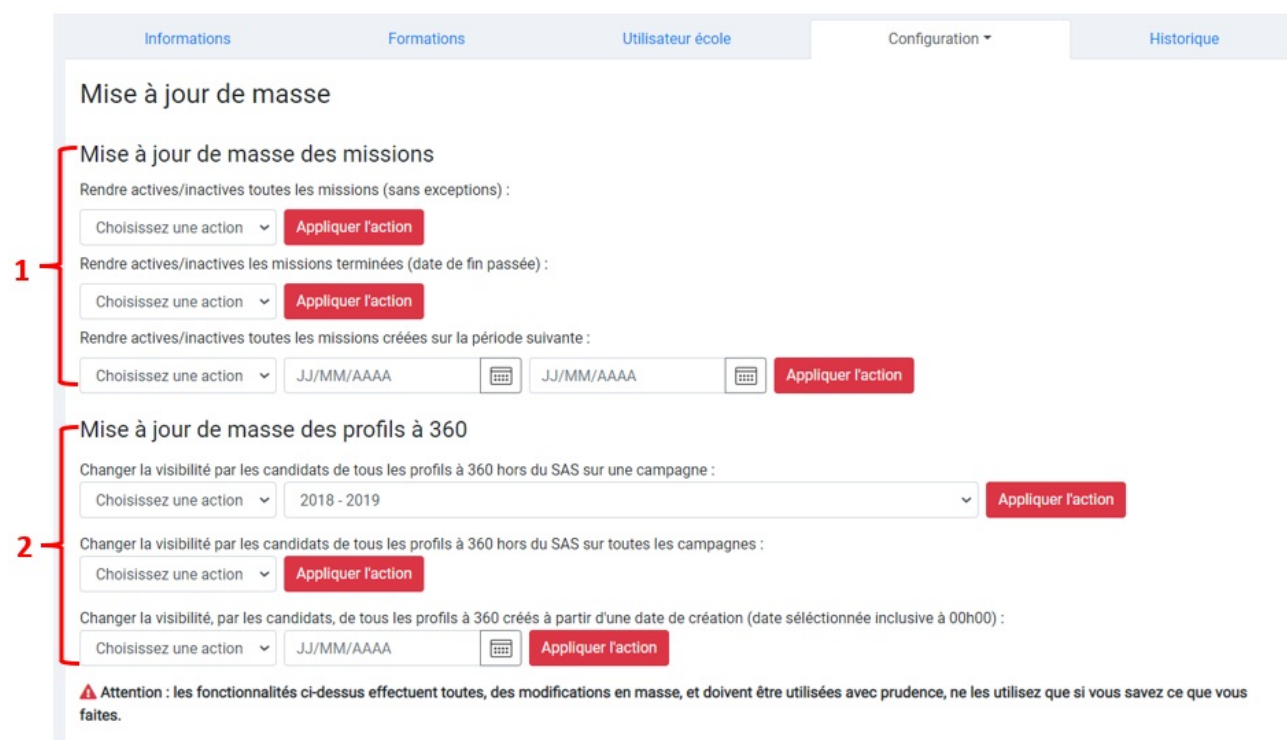 Informations Formations Utilisateur école Configuration Historique
Mise à jour de masse
Mise à jour de masse des missions
Rendre actives/inactives toutes les missions (sans exceptions) :
Choisissez une action Appliquer l'action
1
Rendre actives/inactives les missions terminées (date de fin passée) :
Choisissez une action Appliquer l'action
Rendre actives/inactives toutes les missions créées sur la période suivante :
Choisissez une action JJ/MM/AAAA JJ/MM/AAAA Appliquer l'action
Mise à jour de masse des profils à 360
Changer la visibilité par les candidats de tous les profils à 360 hors du SAS sur une campagne :
Choisissez une action 2018 - 2019 Appliquer l'action
2
Changer la visibilité par les candidats de tous les profils à 360 hors du SAS sur toutes les campagnes :
Choisissez une action Appliquer l'action
Changer la visibilité, par les candidats, de tous les profils à 360 créés à partir d'une date de création (date séléctionnée inclusive à 00h00) :
Choisissez une action JJ/MM/AAAA Appliquer l'action
Attention : les fonctionnalités ci-dessus effectuent toutes, des modifications en masse, et doivent être utilisées avec prudence, ne les utilisez que si vous savez ce que vous
faites.